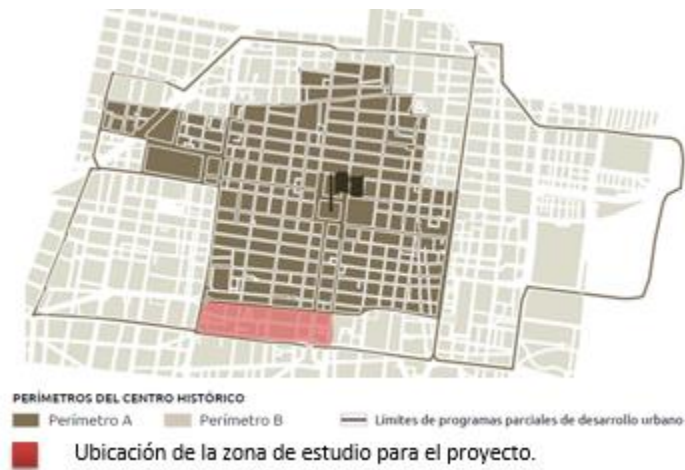 PERÍMETROS DEL CENTRO HISTÓRICO
Perímetro A Perímetro B Límites de programas parciales de desarrollo urbano
Ubicación de la zona de estudio para el proyecto.